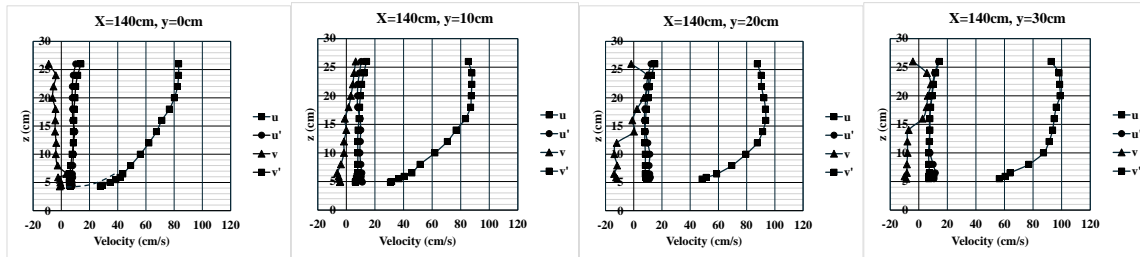 X=140cm, y=0cm
30
25
20
15
10
5
0
z (cm)
-20 0 20 40 60 80 100 120
Velocity (cm/s)
u
u'
v
v'
X=140cm, y=10cm
30
25
20
15
10
5
0
z (cm)
-20 0 20 40 60 80 100 120
Velocity (cm/s)
u
u'
v
v'
X=140cm, y=20cm
30
25
20
15
10
5
0
z (cm)
-20 0 20 40 60 80 100 120
Velocity (cm/s)
u
u'
v
v'
X=140cm, y=30cm
30
25
20
15
10
5
0
z (cm)
-20 0 20 40 60 80 100 120
Velocity (cm/s)
u
u'
v
v'